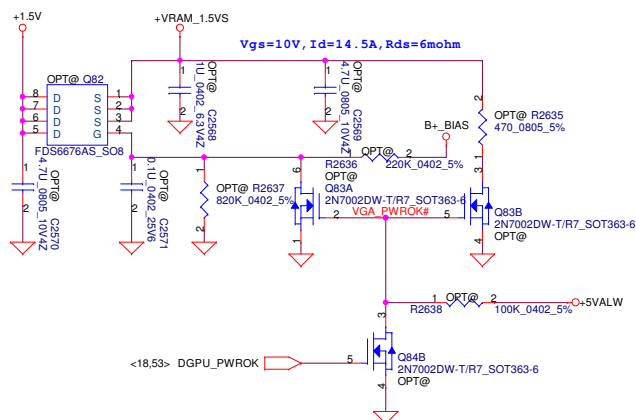 +1.5V
+VRAM_1.5VS
Vgs=10V,Id=14.5A,Rds=6mohm
OPT@ Q82
8 D S 1
7 D S 2
6 D S 3
5 D G 4
FDS6676AS_SO8
1
2
OPT@
1U_0402_6.3V4Z
C2568
1
2
OPT@
4.7U_0805_10V4Z
C2569
2
OPT@ R2635
470_0805_5%
1
B+_BIAS
1 OPT@ 2
R2636
220K_0402_5%
1
2
OPT@
4.7U_0805_10V4Z
C2570
1
2
OPT@
0.1U_0402_25V6
C2571
1
OPT@ R2637
820K_0402_5%
2
6
OPT@
Q83A
2N7002DW-T/R7_SOT363-6
2
1
VGA_PWROK#
3
5
Q83B
2N7002DW-T/R7_SOT363-6
4
OPT@
1 OPT@ 2
R2638
100K_0402_5%
+5VALW
<18,53> DGPU_PWROK
3
5
Q84B
2N7002DW-T/R7_SOT363-6
4
OPT@